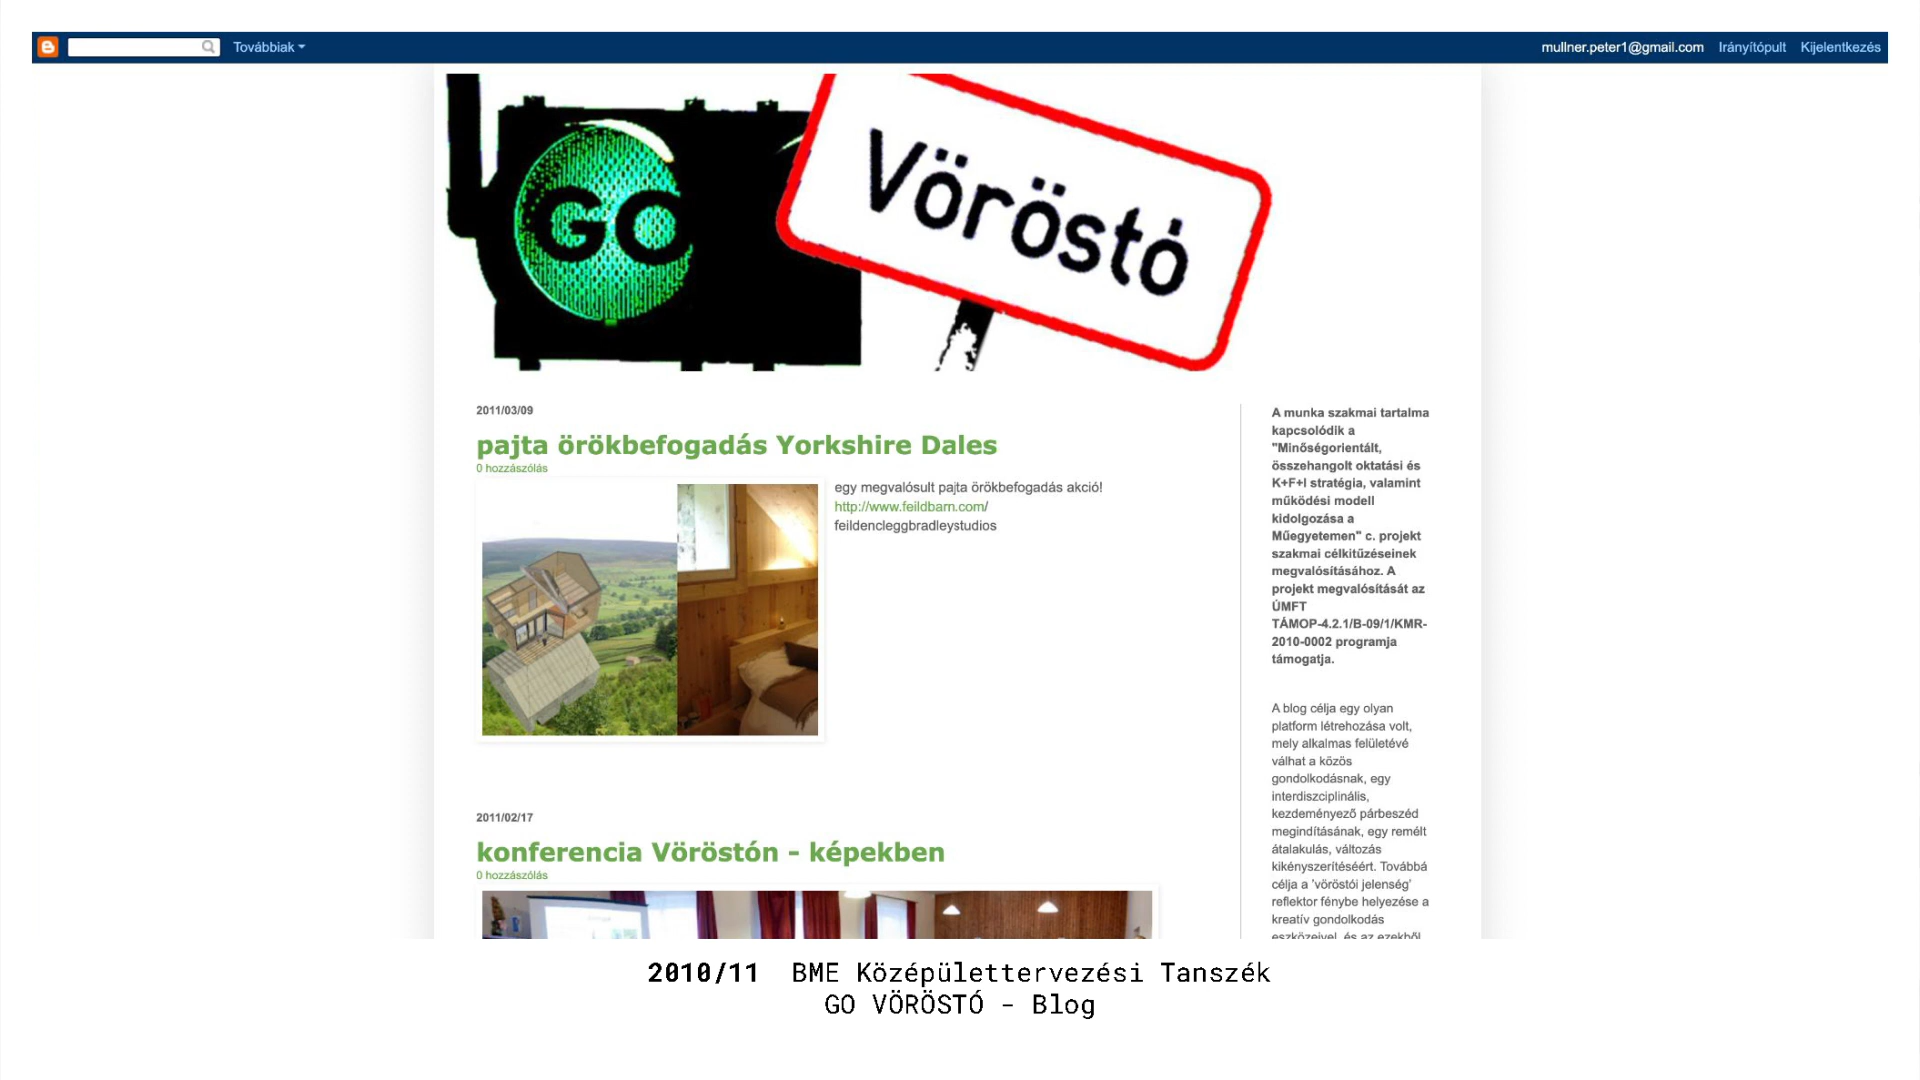 Továbbiak
mullner.peter1@gmail.com Irányítópult Kijelentkezés
GO
Vöröstó
2011/03/09
pajta örökbefogadás Yorkshire Dales
0 hozzászólás
egy megvalósult pajta örökbefogadás akció!
http://www.feildbarn.com/
feildencleggbradleystudios
2011/02/17
konferencia Vöröstón - képekben
0 hozzászólás
A munka szakmai tartalma
kapcsolódik a
"Minőségorientált,
összehangolt oktatási és
K+F+I stratégia, valamint
működési modell
kidolgozása a
Műegyetemen" c. projekt
szakmai célkitűzéseinek
megvalósításához. A
projekt megvalósítását az
ÚMFT
TÁMOP-4.2.1/B-09/1/KMR-
2010-0002 programja
támogatja.
A blog célja egy olyan
platform létrehozása volt,
mely alkalmas felületévé
válhat a közös
gondolkodásnak, egy
interdiszciplinális,
kezdeményező párbeszéd
megindításának, egy remélt
átalakulás, változás
kikényszerítéséért. Továbbá
célja a 'vöröstói jelenség'
reflektor fénybe helyezése a
kreatív gondolkodás
eszközeivel, és az ezekből
2010/11 BME Középülettervezési Tanszék
GO VÖRÖSTÓ - Blog